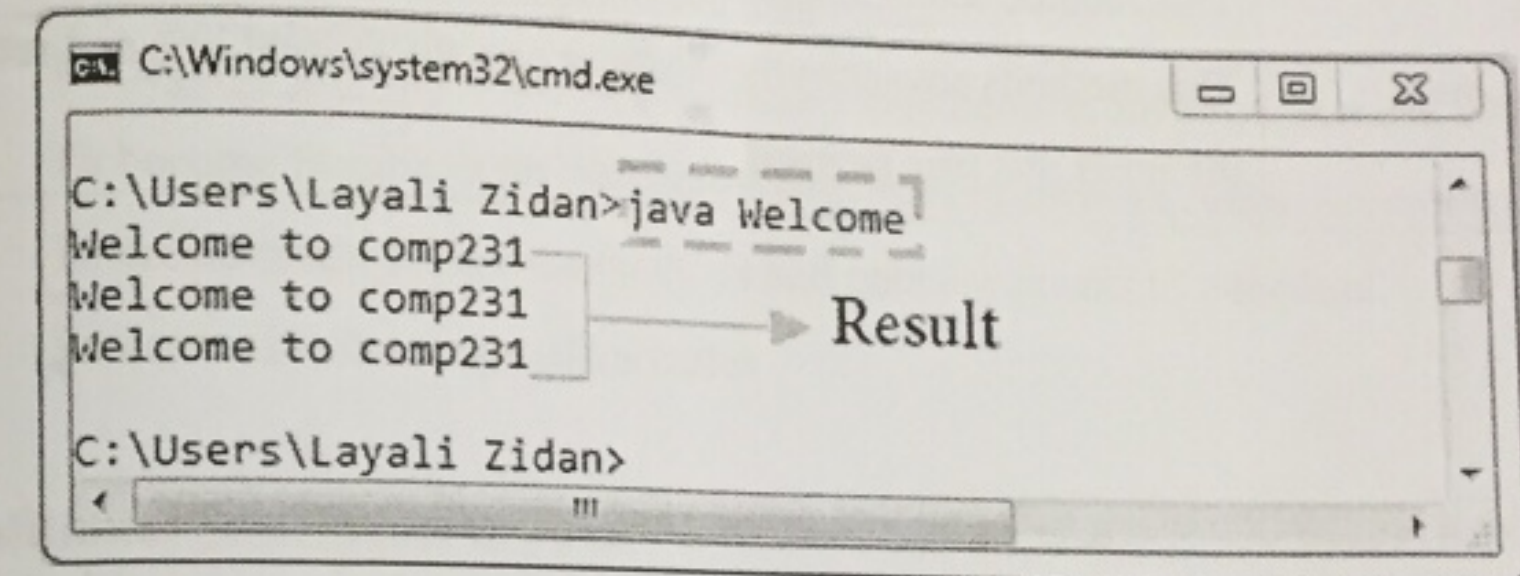 C:\Windows\system32\cmd.exe
C:\Users\Layali Zidan>java Welcome
Welcome to comp231
Welcome to comp231
Welcome to comp231
Result
C:\Users\Layali Zidan>